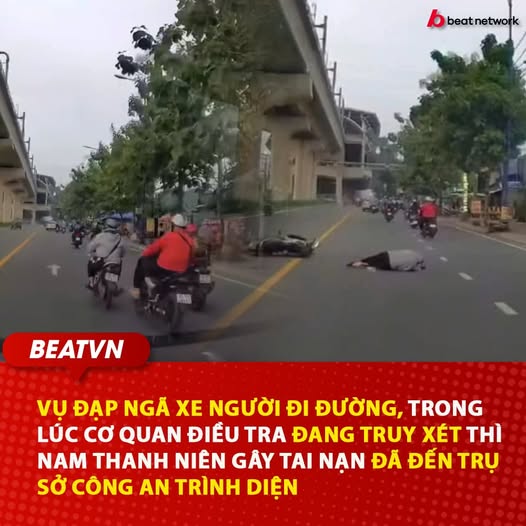 beat network
BEATVN
VỤ ĐẠP NGÃ XE NGƯỜI ĐI ĐƯỜNG, TRONG
LÚC CƠ QUAN ĐIỀU TRA ĐANG TRUY XÉT THÌ
NAM THANH NIÊN GÂY TAI NẠN ĐÃ ĐẾN TRỤ
SỞ CÔNG AN TRÌNH DIỆN